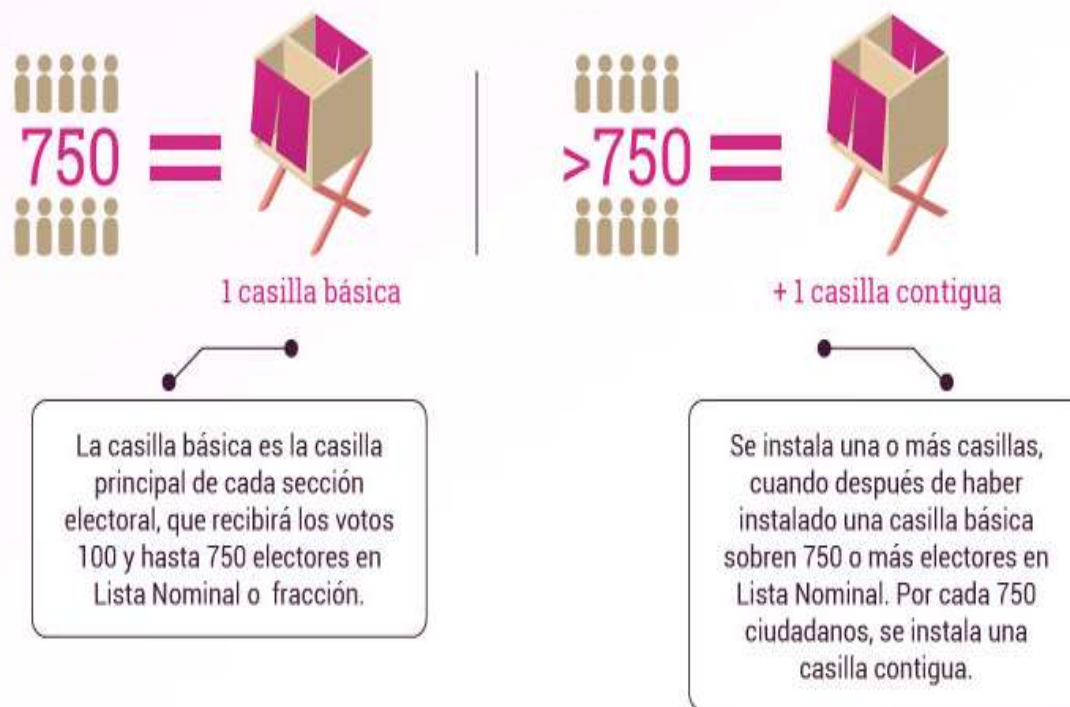 750 =
1 casilla básica
La casilla básica es la casilla
principal de cada sección
electoral, que recibirá los votos
100 y hasta 750 electores en
Lista Nominal o fracción.
>750 =
+ 1 casilla contigua
Se instala una o más casillas,
cuando después de haber
instalado una casilla básica
sobren 750 o más electores en
Lista Nominal. Por cada 750
ciudadanos, se instala una
casilla contigua.